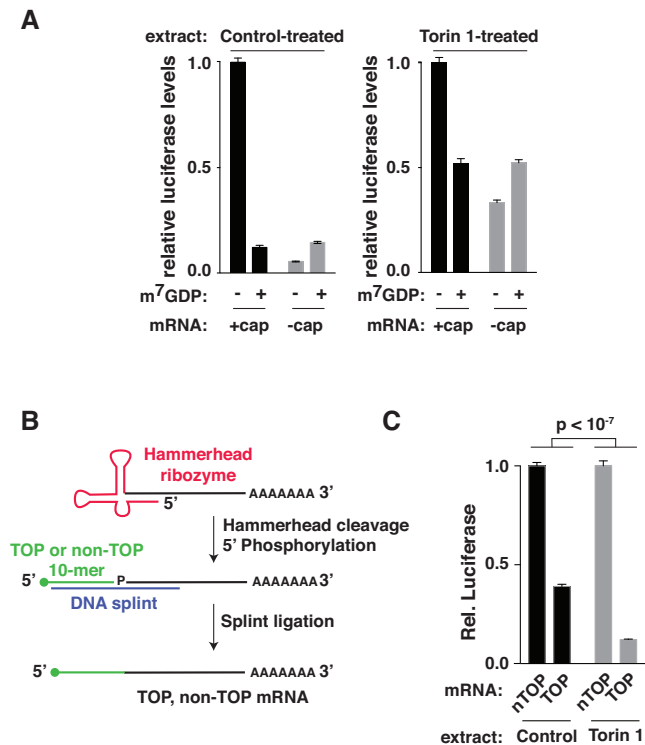 A
extract: Control-treated
Torin 1-treated
relative luciferase levels
1.0
0.5
0.0
relative luciferase levels
1.0
0.5
0.0
m⁷GDP: - + - +
mRNA: +cap -cap
m⁷GDP: - + - +
mRNA: +cap -cap
B
Hammerhead ribozyme
5’
AAAAAAA 3’
Hammerhead cleavage
5’ Phosphorylation
TOP or non-TOP
10-mer
5’
P
AAAAAAA 3’
DNA splint
Splint ligation
5’
AAAAAAA 3’
TOP, non-TOP mRNA
C
p < 10⁻⁷
Rel. Luciferase
1.0
0.5
0.0
mRNA: nTOP TOP nTOP TOP
extract: Control Torin 1